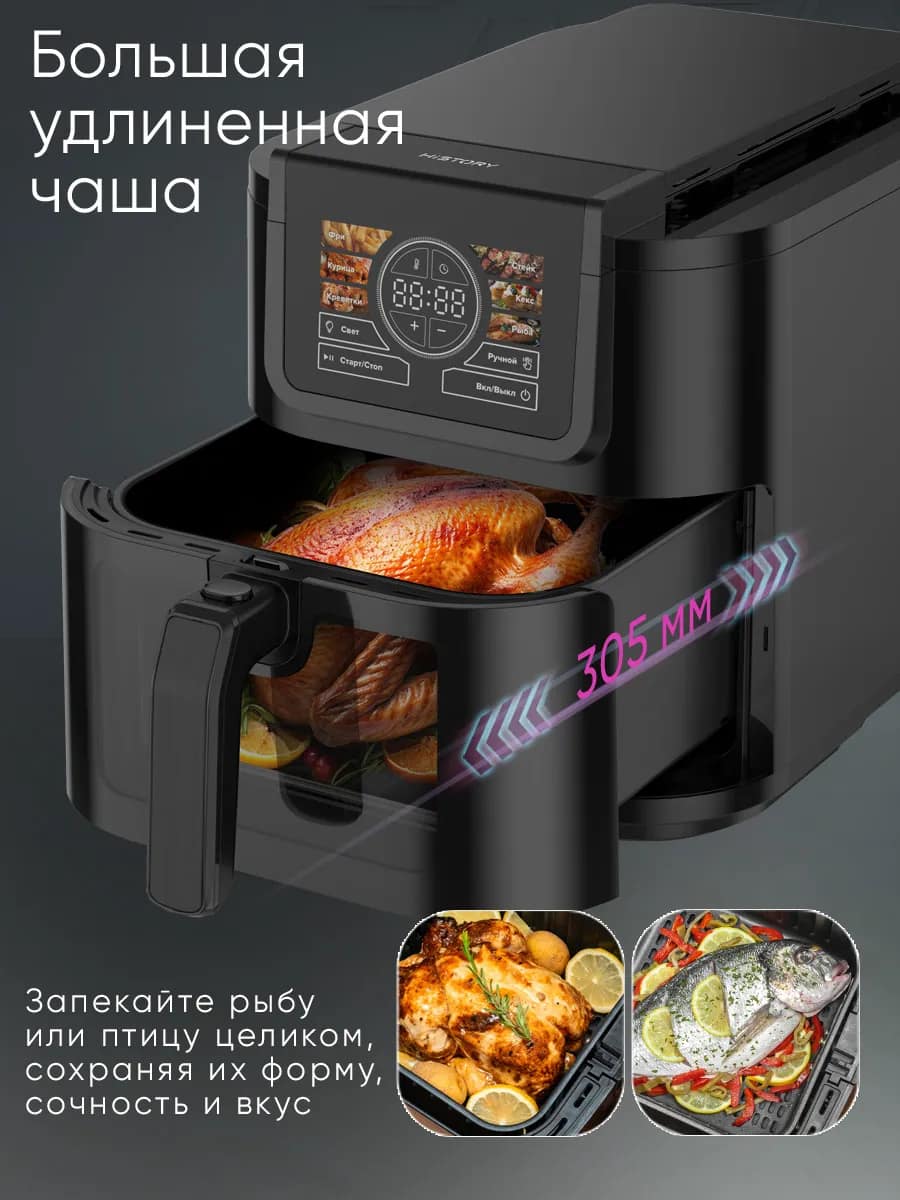 Большая
удлиненная
чаша
HiSTORY
Фри
Курица
Креветки
Свет
Старт/Стоп
88:88
+ −
Стейк
Кекс
Рыба
Ручной
Вкл/Выкл
305 мм
Запекайте рыбу
или птицу целиком,
сохраняя их форму,
сочность и вкус